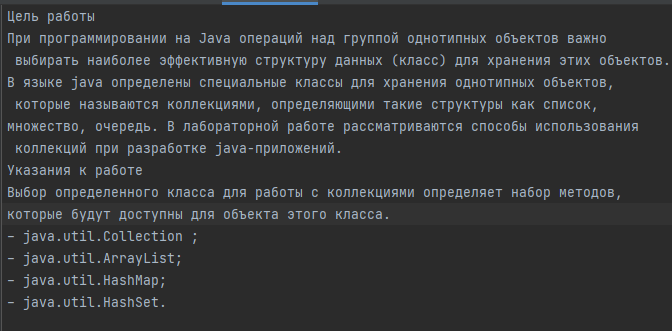 Цель работы
При программировании на Java операций над группой однотипных объектов важно
выбирать наиболее эффективную структуру данных (класс) для хранения этих объектов.
В языке java определены специальные классы для хранения однотипных объектов,
которые называются коллекциями, определяющими такие структуры как список,
множество, очередь. В лабораторной работе рассматриваются способы использования
коллекций при разработке java-приложений.
Указания к работе
Выбор определенного класса для работы с коллекциями определяет набор методов,
которые будут доступны для объекта этого класса.
– java.util.Collection ;
– java.util.ArrayList;
– java.util.HashMap;
– java.util.HashSet.